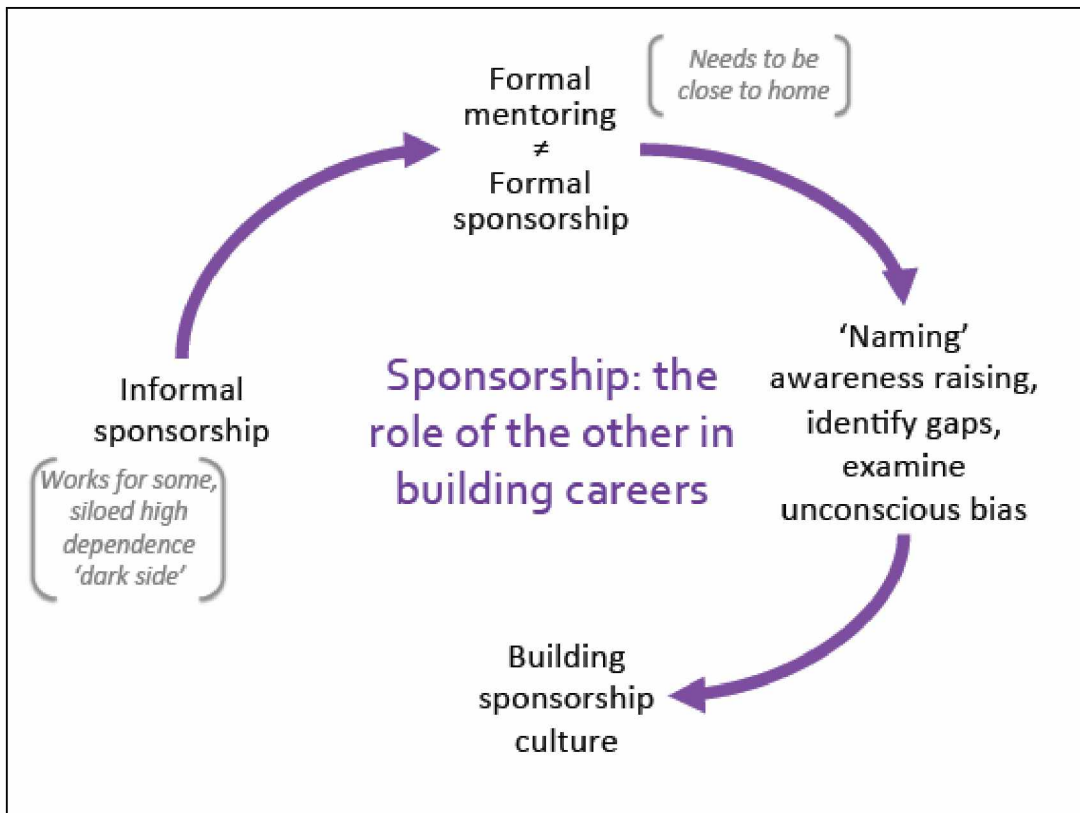 Formal
mentoring
≠
Formal
sponsorship
Needs to be
close to home
‘Naming’
awareness raising,
identify gaps,
examine
unconscious bias
Sponsorship: the
role of the other in
building careers
Informal
sponsorship
Works for some,
siloed high
dependence
‘dark side’
Building
sponsorship
culture